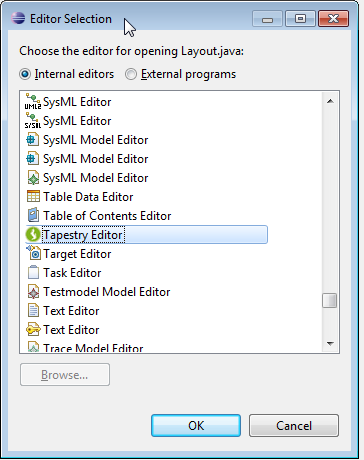 Editor Selection
Choose the editor for opening Layout.java:
Internal editors External programs
SysML Editor
SysML Editor
SysML Model Editor
SysML Model Editor
SysML Model Editor
Table Data Editor
Table of Contents Editor
Tapestry Editor
Target Editor
Task Editor
Testmodel Model Editor
Text Editor
Text Editor
Trace Model Editor
Browse...
OK Cancel